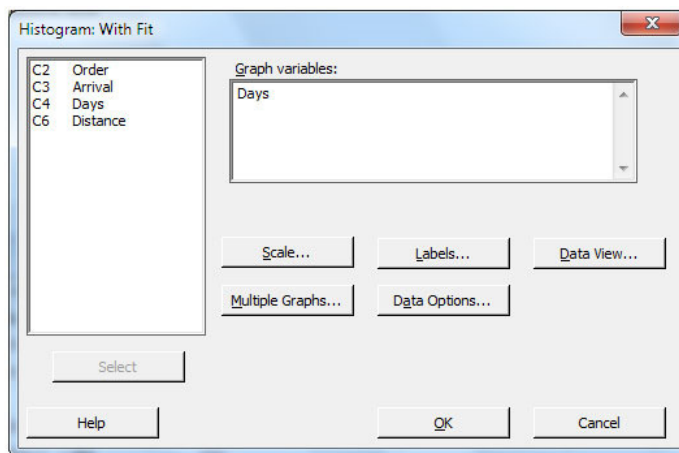 Histogram: With Fit
C2 Order
C3 Arrival
C4 Days
C6 Distance
Graph variables:
Days
Scale... Labels... Data View...
Multiple Graphs... Data Options...
Select
Help OK Cancel